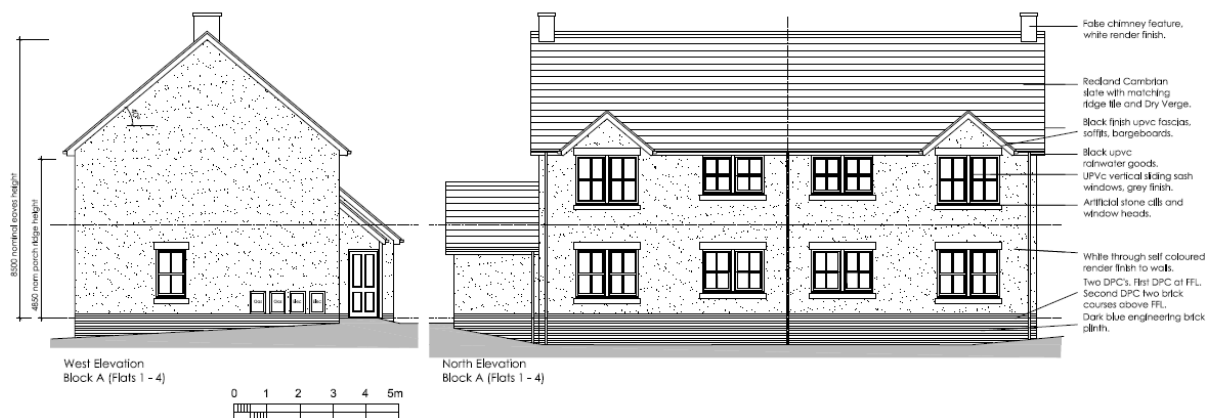 False chimney feature,
white render finish.
Redland Cambrian
slate with matching
ridge tile and Dry Verge.
Black finish upvc fascias,
soffits, bargeboards.
Black upvc
rainwater goods.
UPVc vertical sliding sash
windows, grey finish.
Artificial stone cills and
window heads.
White through self coloured
render finish to walls.
Two DPC's. First DPC at FFL.
Second DPC two brick
courses above FFL.
Dark blue engineering brick
plinth.
8500 nominal eaves height
4850 nom porch ridge height
West Elevation
Block A (Flats 1 - 4)
North Elevation
Block A (Flats 1 - 4)
0 1 2 3 4 5m